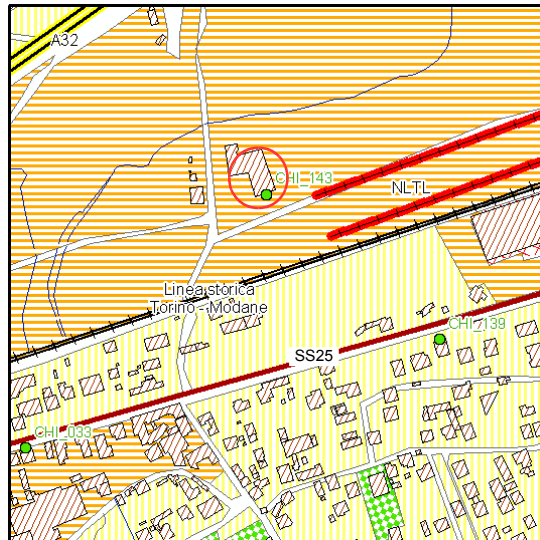 A32
CHI_143
NLTL
Linea storica
Torino - Modane
CHI_139
SS25
CHI_033